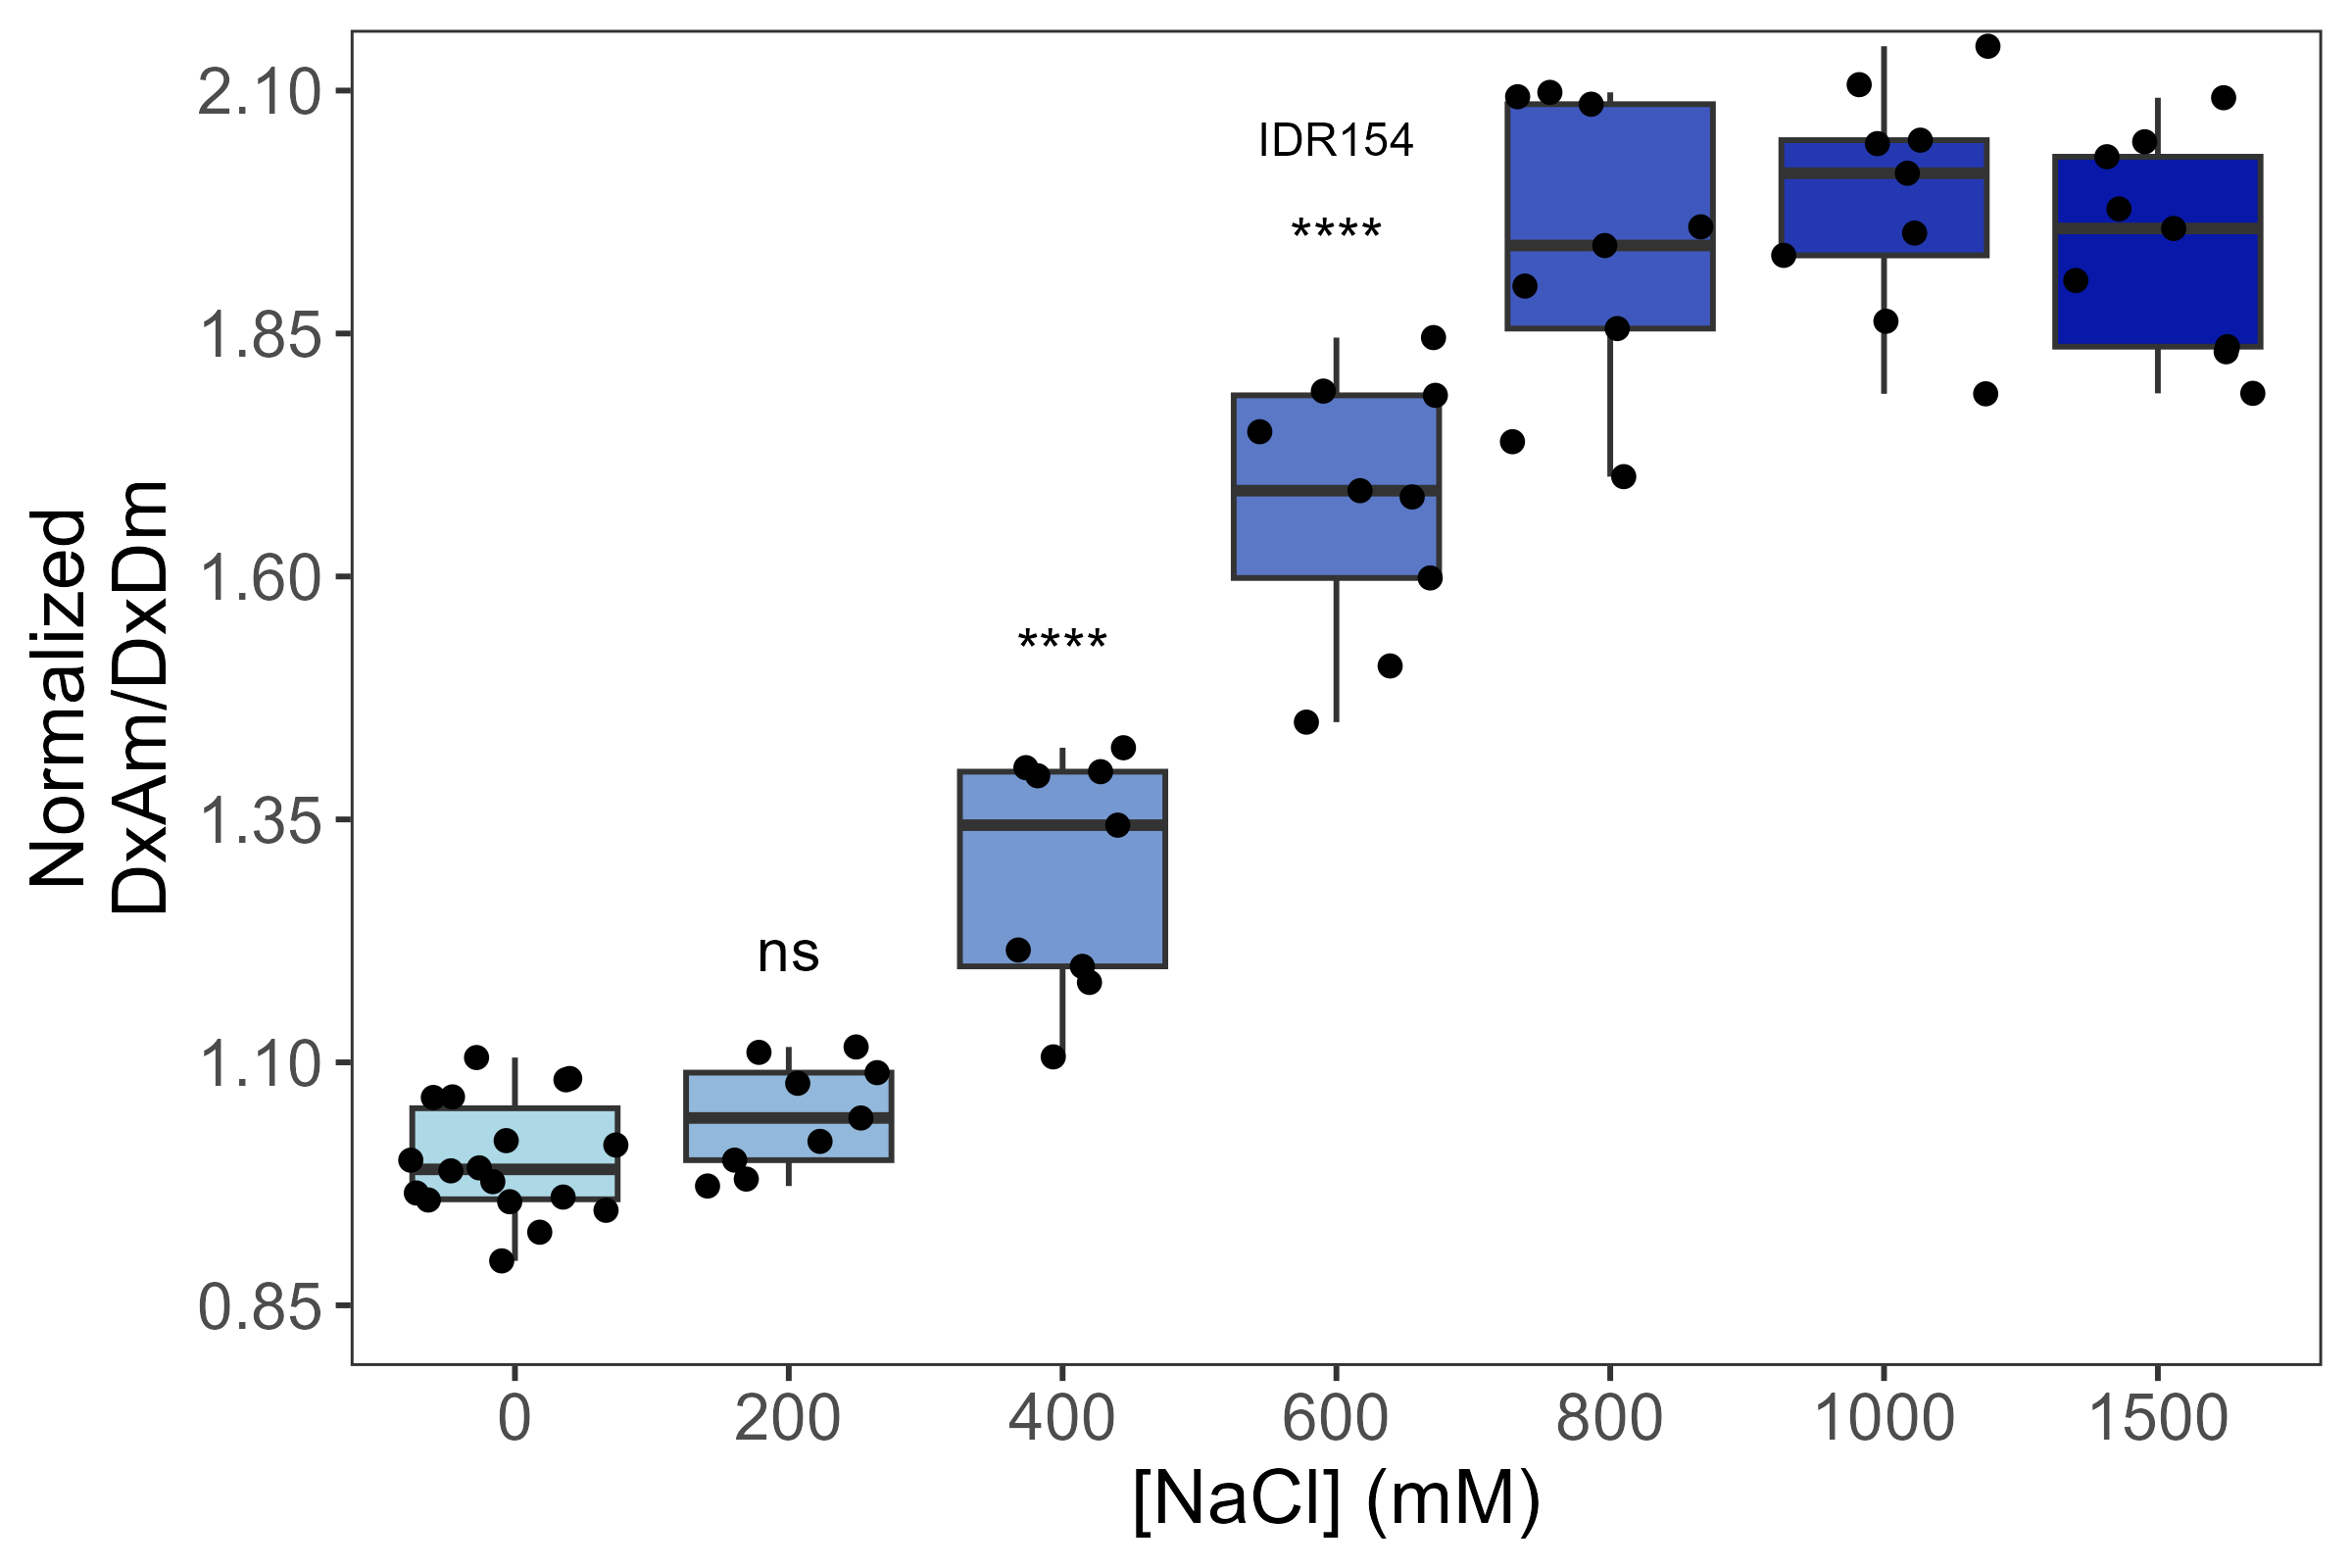 Normalized
DxAm/DxDm
2.10
1.85
1.60
1.35
1.10
0.85
IDR154
****
****
ns
0 200 400 600 800 1000 1500
[NaCl] (mM)